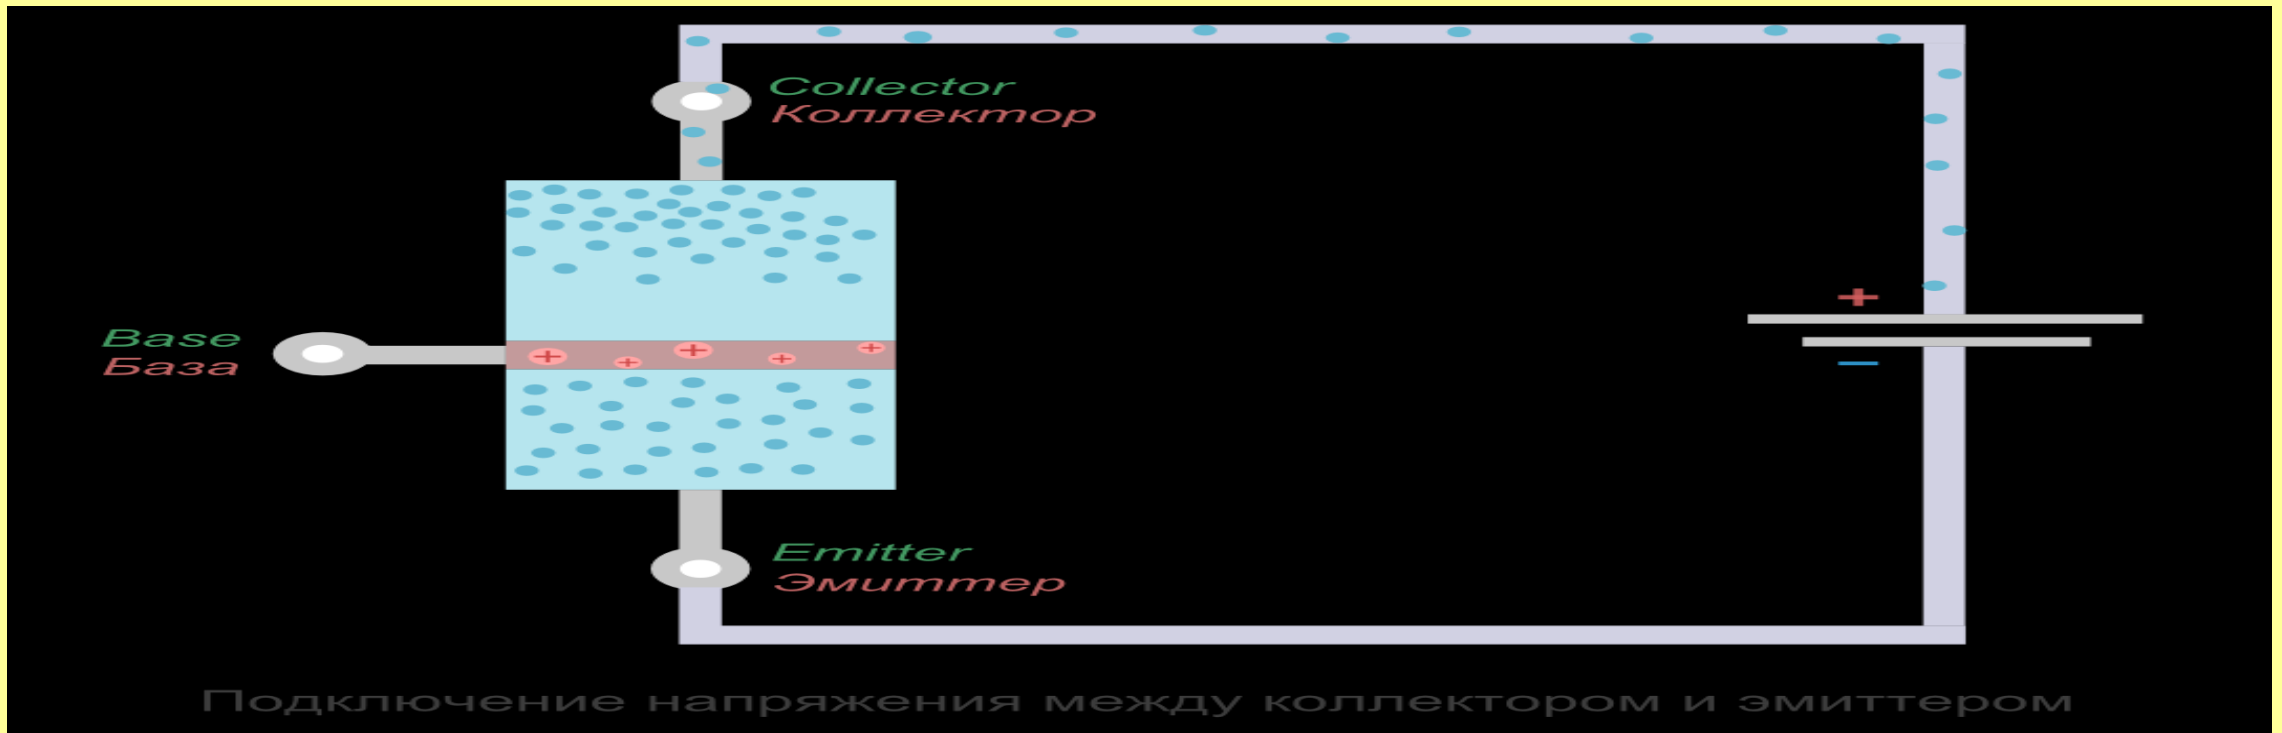 Collector
Коллектор
+
Base
База
+ + + + +
−
Emitter
Эмиттер
Подключение напряжения между коллектором и эмиттером